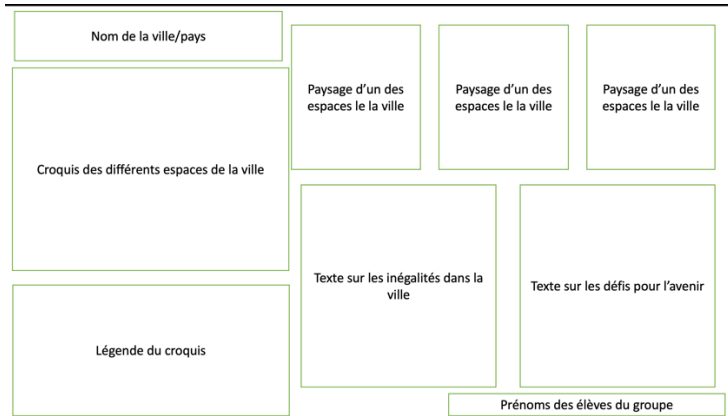 Nom de la ville/pays
Croquis des différents espaces de la ville
Légende du croquis
Paysage d’un des
espaces le la ville
Paysage d’un des
espaces le la ville
Paysage d’un des
espaces le la ville
Texte sur les inégalités dans la
ville
Texte sur les défis pour l’avenir
Prénoms des élèves du groupe